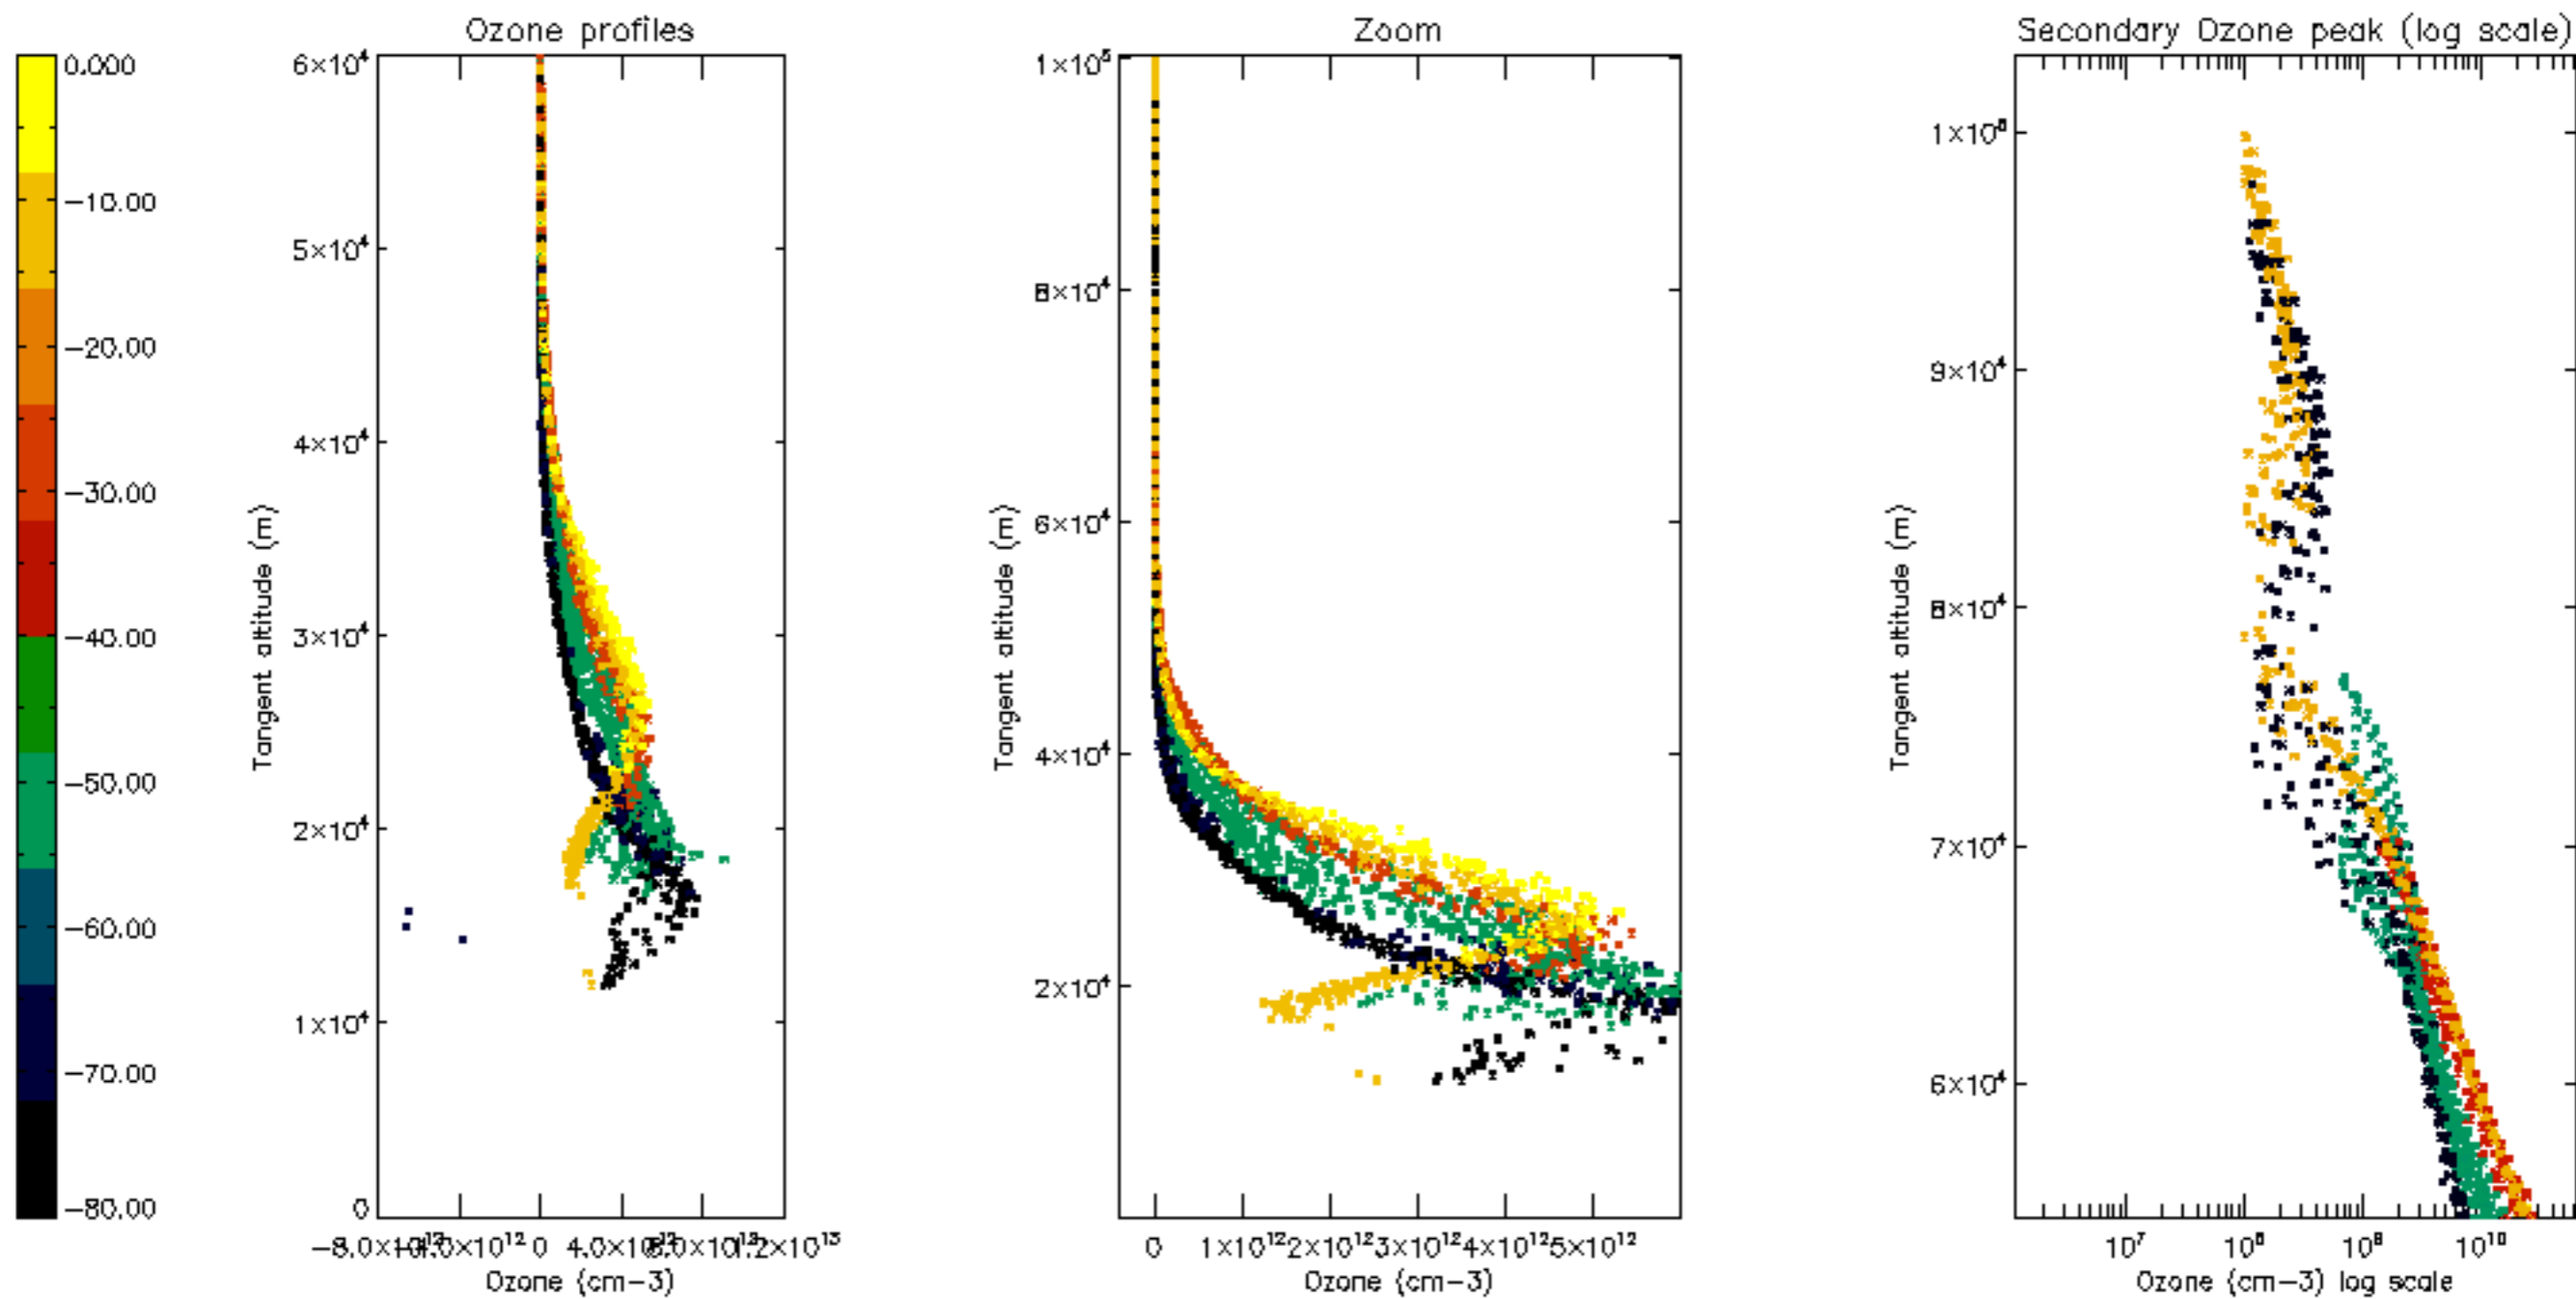 Ozone profiles
Zoom
Secondary Ozone peak (log scale)
0.000
-10.00
-20.00
-30.00
-40.00
-50.00
-60.00
-70.00
-80.00
Tangent altitude (m)
6×10⁴
5×10⁴
4×10⁴
3×10⁴
2×10⁴
1×10⁴
0
0
Ozone (cm-3)
Tangent altitude (m)
1×10⁵
8×10⁴
6×10⁴
4×10⁴
2×10⁴
0 1×10¹² 2×10¹² 3×10¹² 4×10¹² 5×10¹²
Ozone (cm-3)
Tangent altitude (m)
9×10⁴
8×10⁴
7×10⁴
6×10⁴
10⁷ 10⁸ 10⁹ 10¹⁰
Ozone (cm-3) log scale